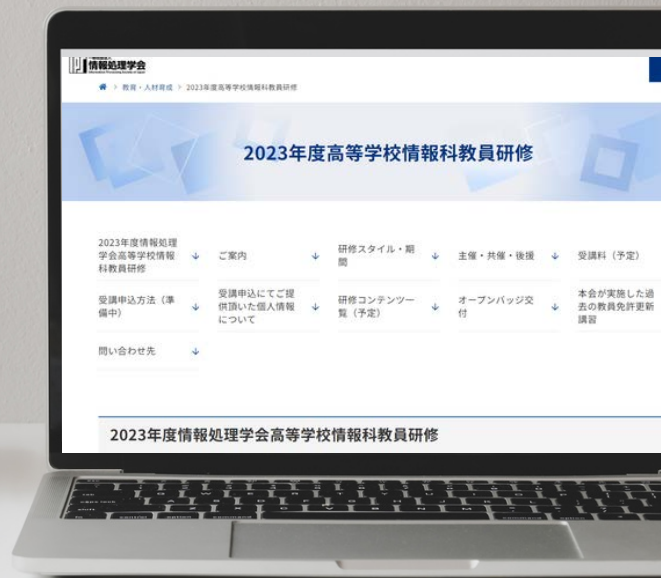 情報処理学会
教育・人材育成 > 2023年度高等学校情報科教員研修
2023年度高等学校情報科教員研修
2023年度情報処理
学会高等学校情報
科教員研修
ご案内
研修スタイル・期
間
主催・共催・後援
受講料（予定）
受講申込方法（準
備中）
受講申込にてご提
供頂いた個人情報
について
研修コンテンツ一
覧（予定）
オープンバッジ交
付
本会が実施した過
去の教員免許更新
講習
問い合わせ先
2023年度情報処理学会高等学校情報科教員研修